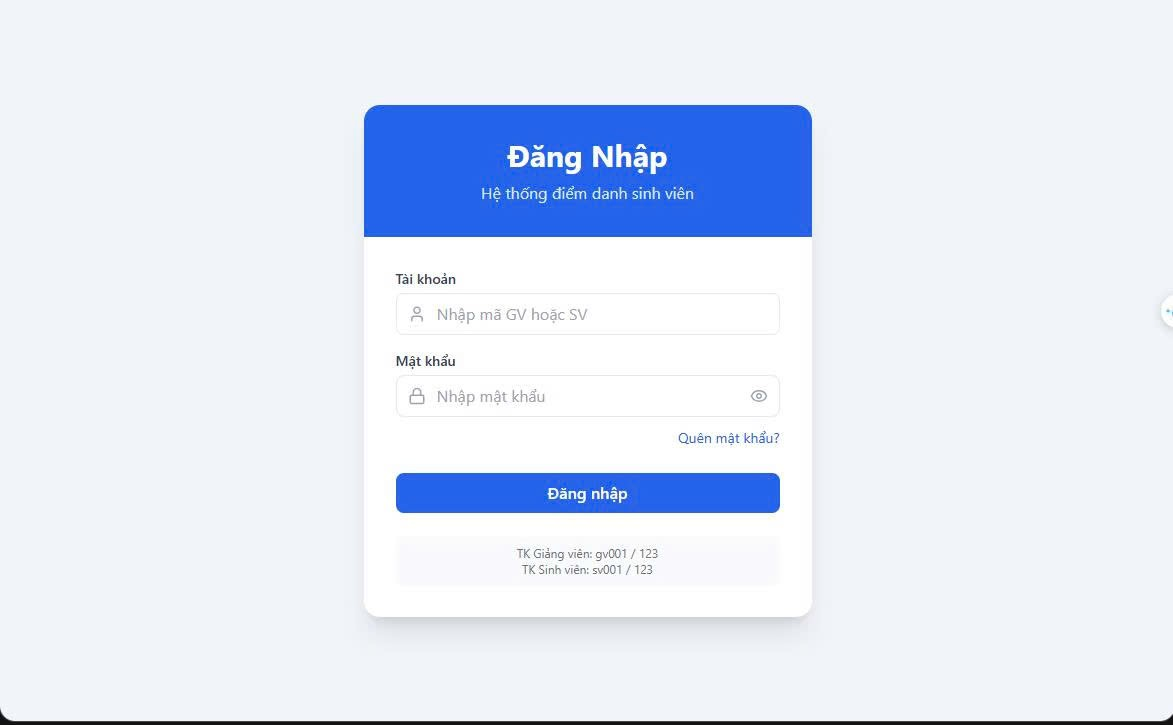 Đăng Nhập
Hệ thống điểm danh sinh viên
Tài khoản
Nhập mã GV hoặc SV
Mật khẩu
Nhập mật khẩu
Quên mật khẩu?
Đăng nhập
TK Giảng viên: gv001 / 123
TK Sinh viên: sv001 / 123